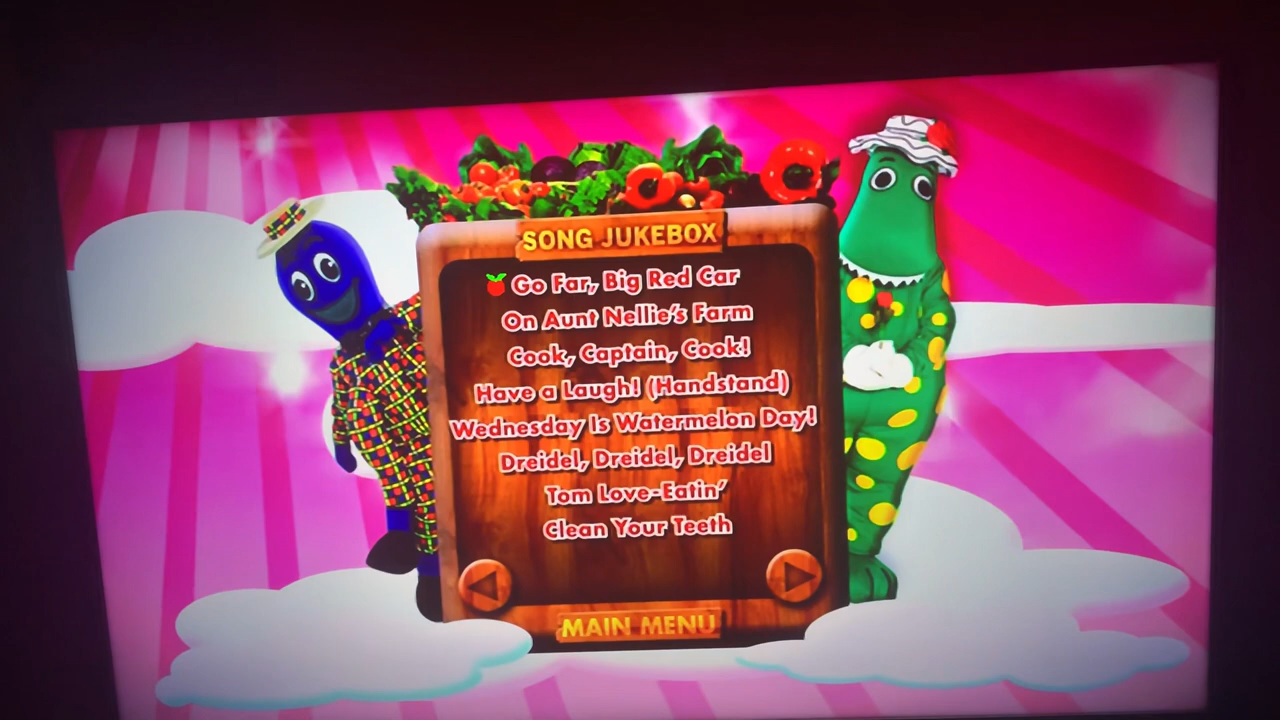 SONG JUKEBOX
Go Far, Big Red Car
On Aunt Nellie's Farm
Cook, Captain, Cook!
Have a Laugh! (Handstand)
Wednesday Is Watermelon Day!
Dreidel, Dreidel, Dreidel
Tom Love-Eatin'
Clean Your Teeth
MAIN MENU